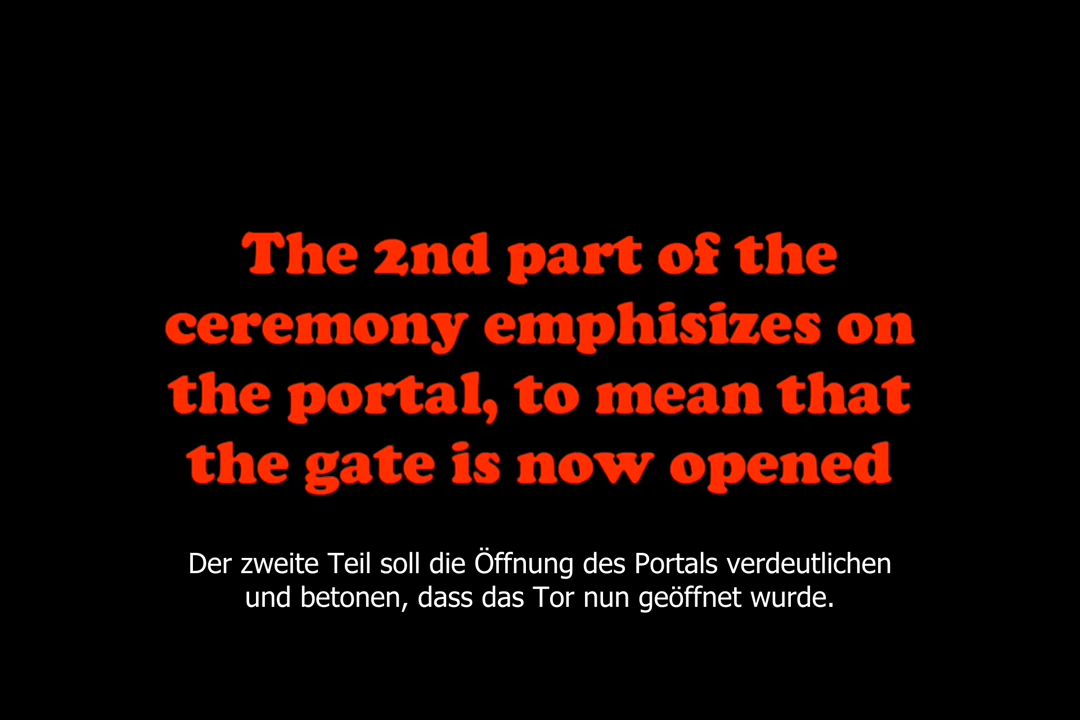 The 2nd part of the
ceremony emphisizes on
the portal, to mean that
the gate is now opened
Der zweite Teil soll die Öffnung des Portals verdeutlichen
und betonen, dass das Tor nun geöffnet wurde.